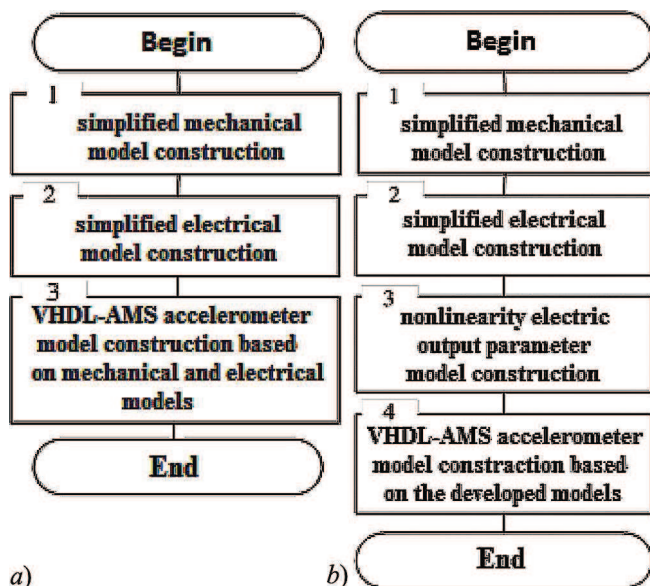 Begin
1
simplified mechanical
model construction
2
simplified electrical
model construction
3
VHDL-AMS accelerometer
model construction based
on mechanical and electrical
models
End
a)
Begin
1
simplified mechanical
model construction
2
simplified electrical
model construction
3
nonlinearity electric
output parameter
model construction
4
VHDL-AMS accelerometer
model constraction based
on the developed models
End
b)